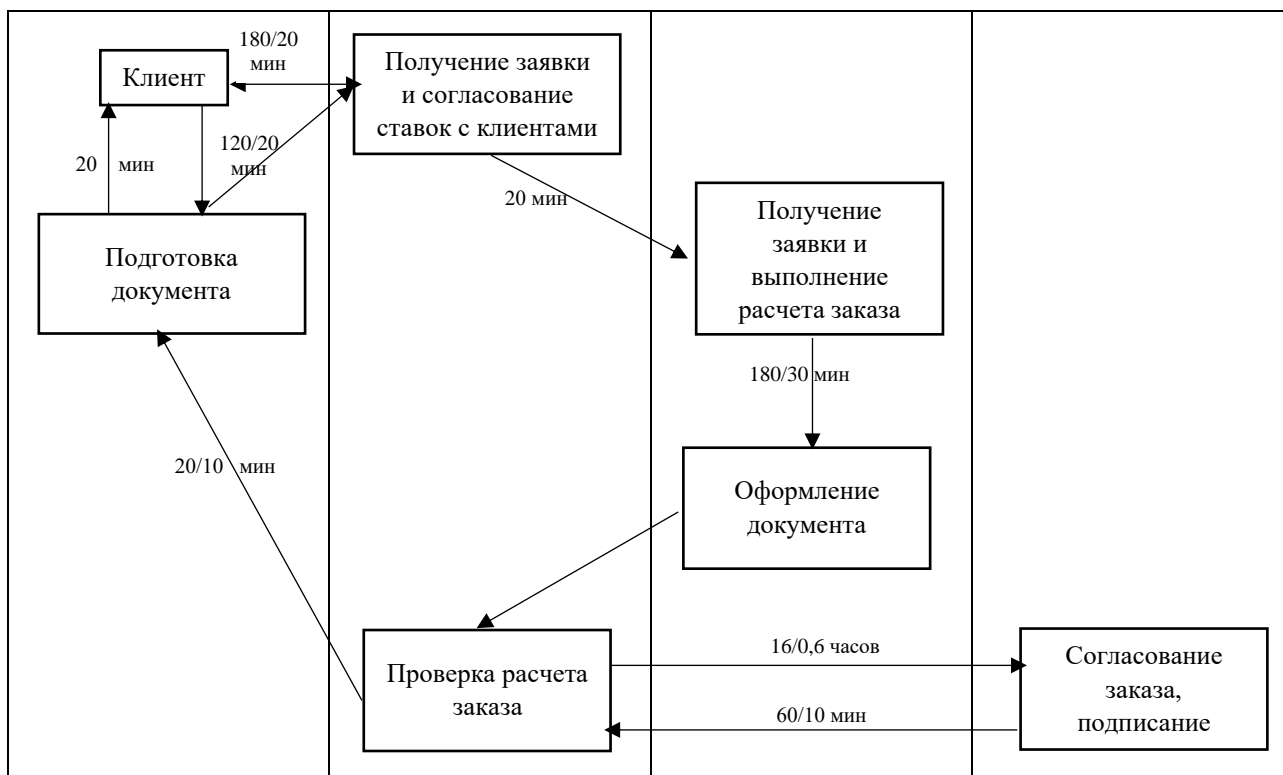 180/20
мин
Клиент
Получение заявки
и согласование
ставок с клиентами
120/20
мин
20 мин
20 мин
Подготовка
документа
Получение
заявки и
выполнение
расчета заказа
180/30 мин
20/10 мин
Оформление
документа
16/0,6 часов
Проверка расчета
заказа
60/10 мин
Согласование
заказа,
подписание